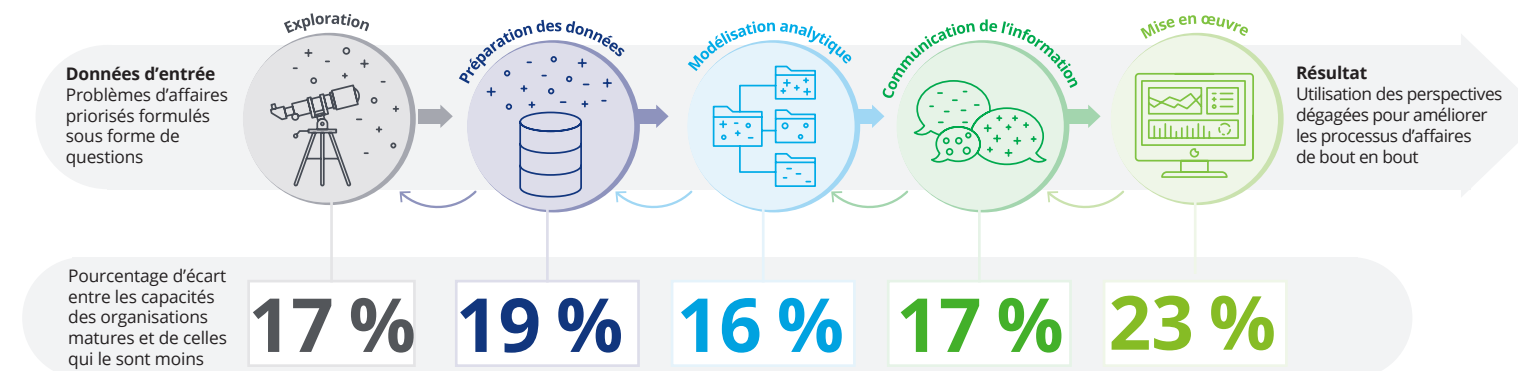 Exploration
Préparation des données
Modélisation analytique
Communication de l'information
Mise en œuvre
Données d'entrée
Problèmes d'affaires
priorisés formulés
sous forme de
questions
Résultat
Utilisation des perspectives
dégagées pour améliorer
les processus d'affaires
de bout en bout
Pourcentage d'écart
entre les capacités
des organisations
matures et de celles
qui le sont moins
17 %
19 %
16 %
17 %
23 %